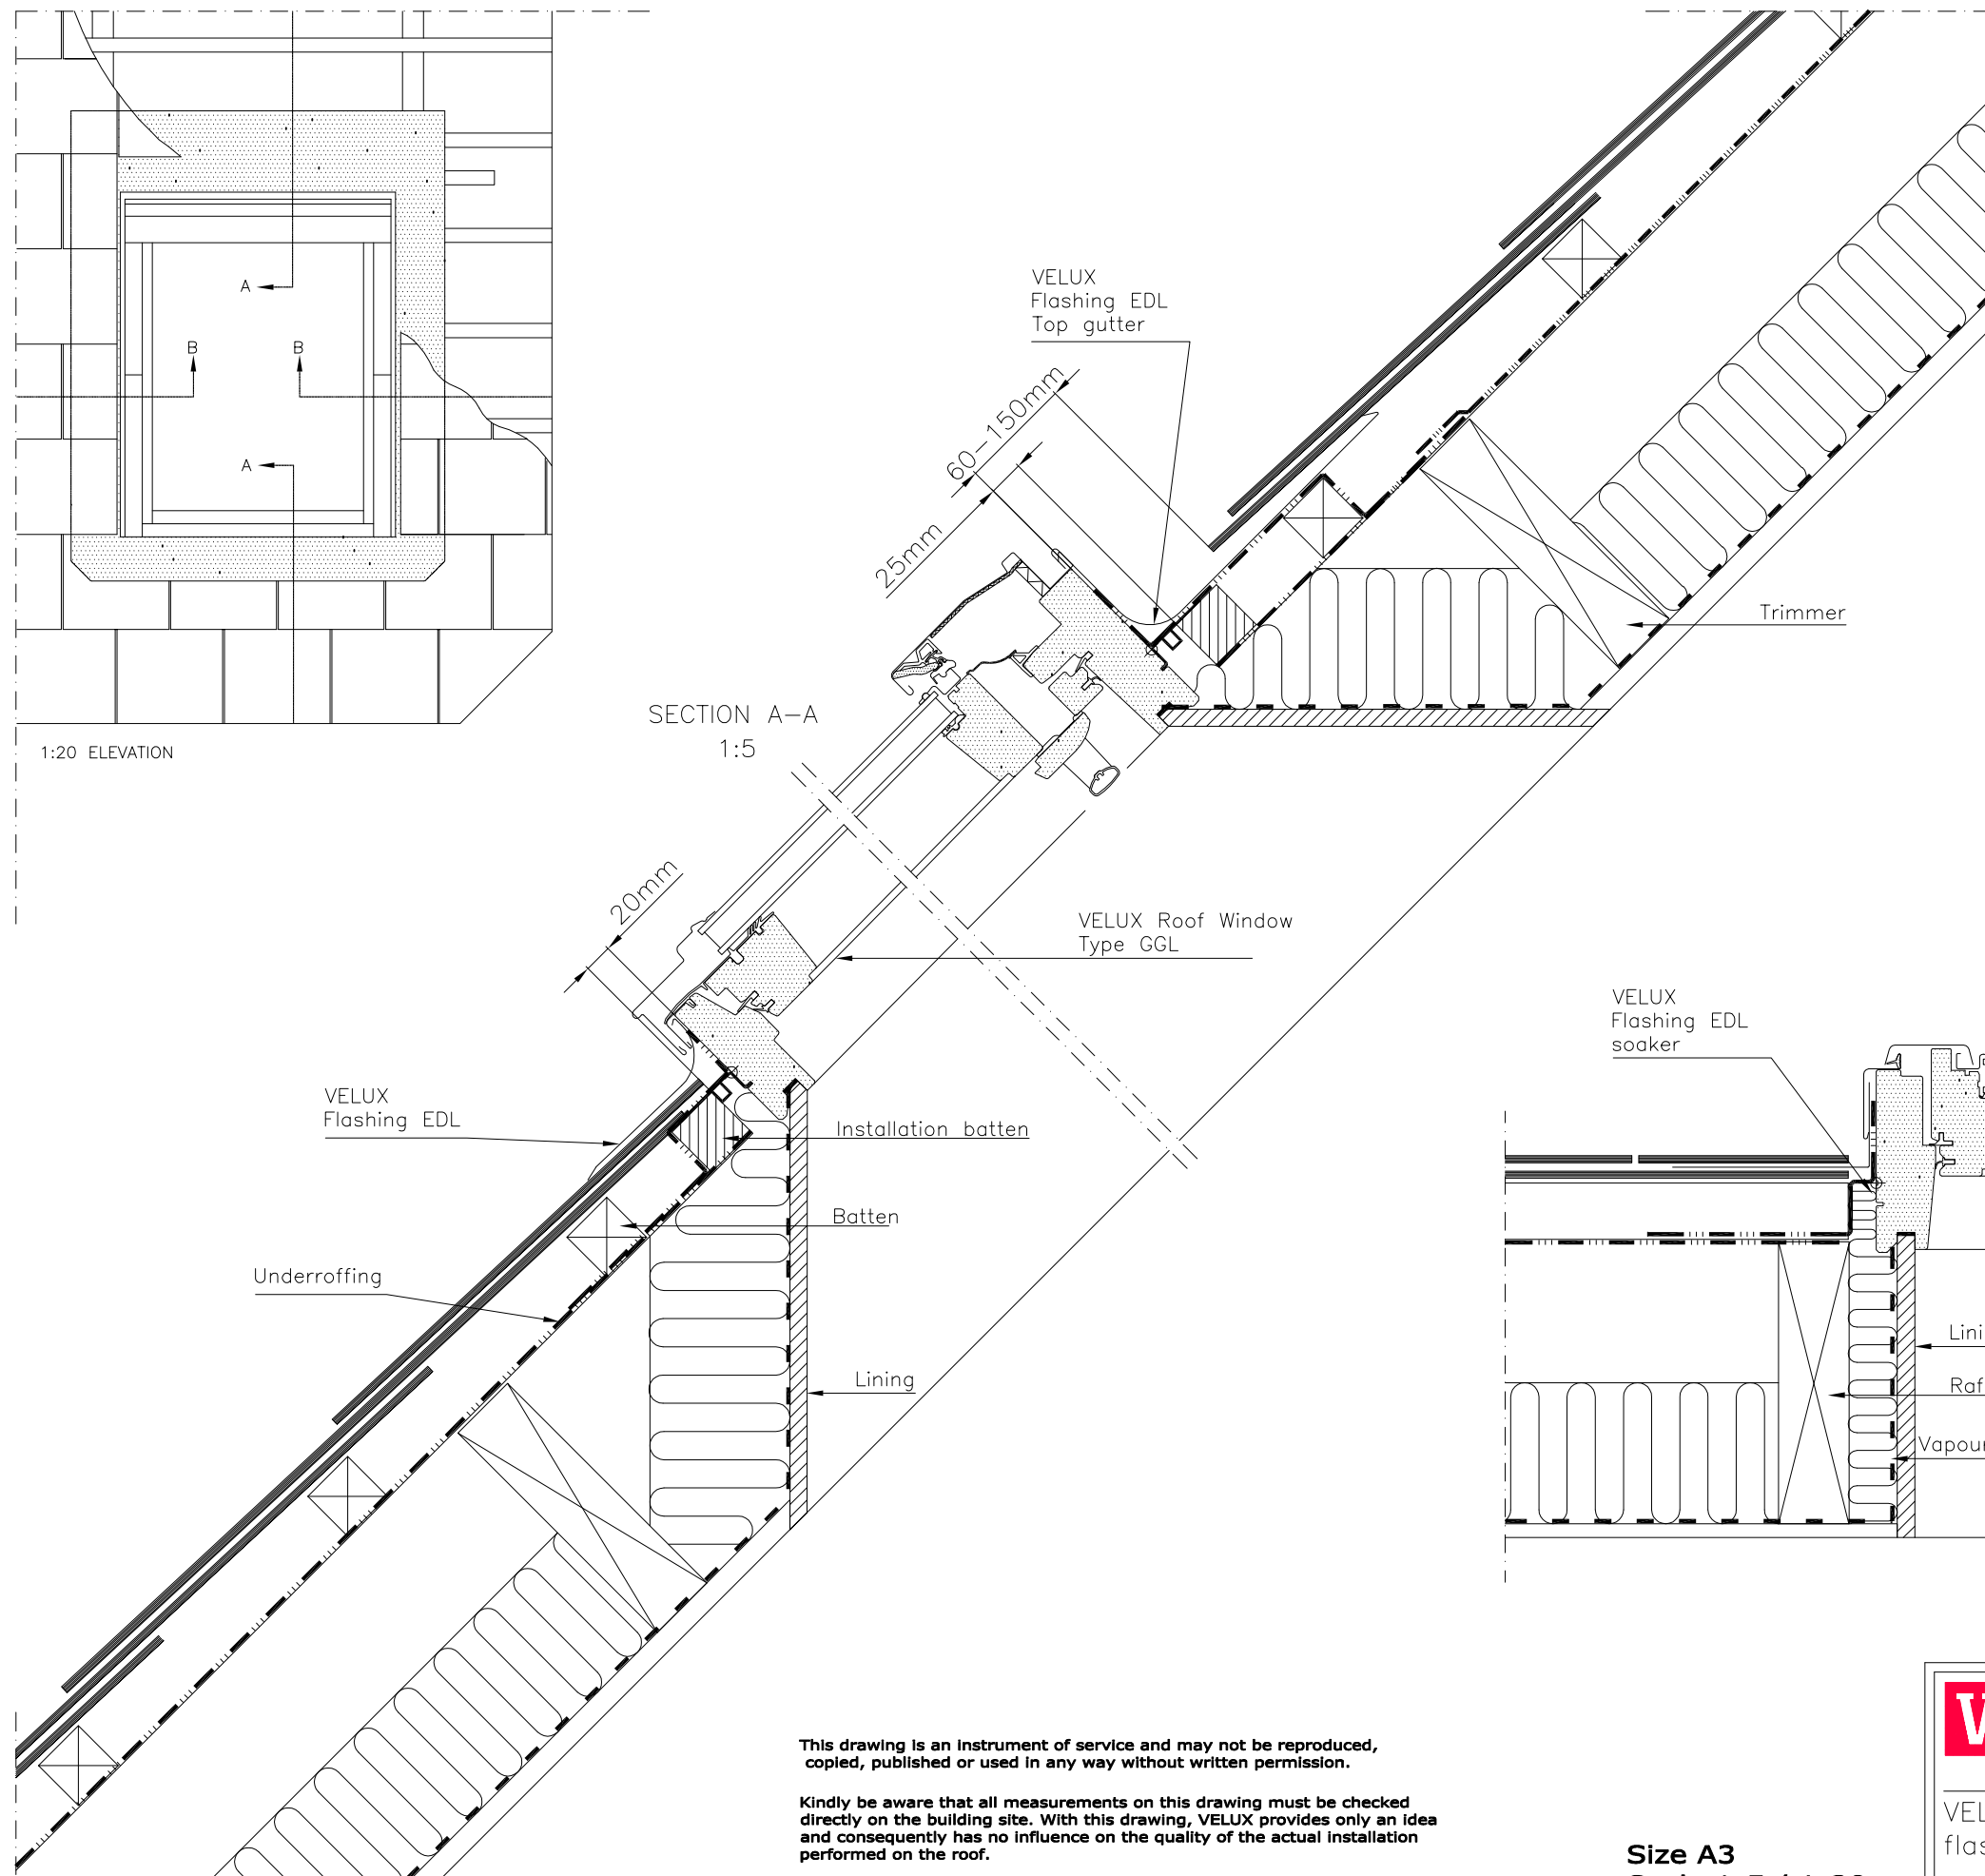 A
B
B
A
1:20 ELEVATION
VELUX
Flashing EDL
Top gutter
60-150mm
25mm
Trimmer
SECTION A-A
1:5
20mm
VELUX Roof Window
Type GGL
VELUX
Flashing EDL
soaker
VELUX
Flashing EDL
Installation batten
Batten
Underroffing
Lining
This drawing is an instrument of service and may not be reproduced,
copied, published or used in any way without written permission.
Kindly be aware that all measurements on this drawing must be checked
directly on the building site. With this drawing, VELUX provides only an idea
and consequently has no influence on the quality of the actual installation
performed on the roof.
Size A3